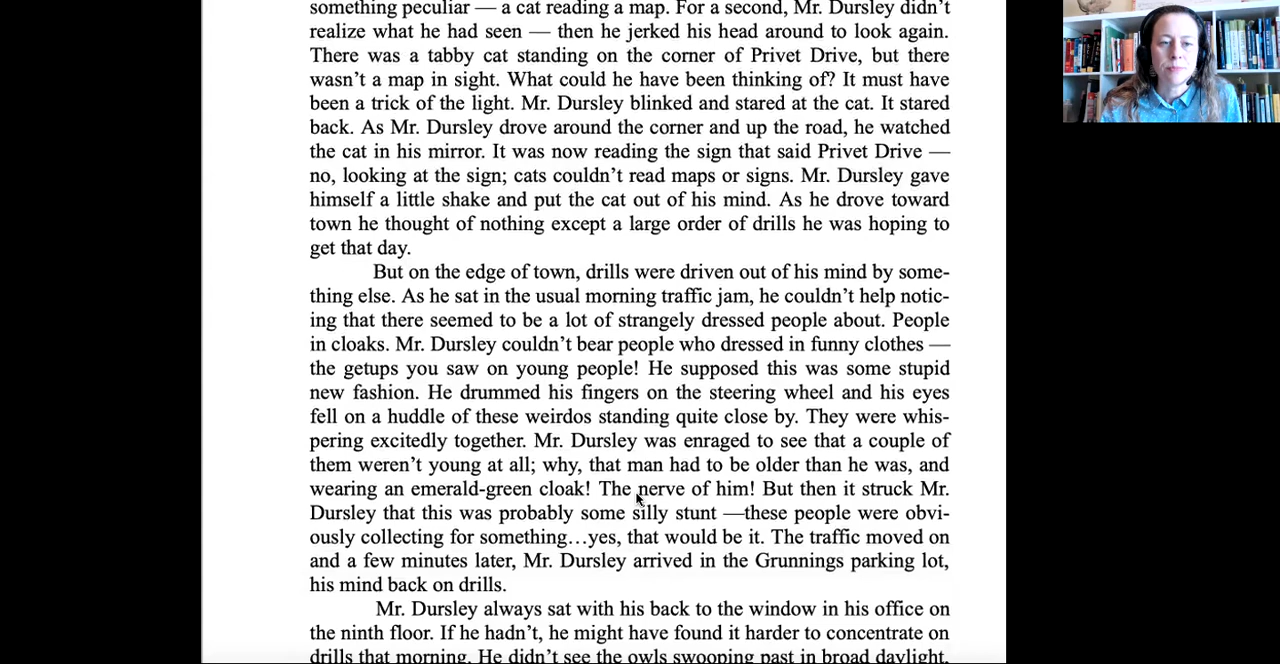 something peculiar — a cat reading a map. For a second, Mr. Dursley didn’t
realize what he had seen — then he jerked his head around to look again.
There was a tabby cat standing on the corner of Privet Drive, but there
wasn’t a map in sight. What could he have been thinking of? It must have
been a trick of the light. Mr. Dursley blinked and stared at the cat. It stared
back. As Mr. Dursley drove around the corner and up the road, he watched
the cat in his mirror. It was now reading the sign that said Privet Drive —
no, looking at the sign; cats couldn’t read maps or signs. Mr. Dursley gave
himself a little shake and put the cat out of his mind. As he drove toward
town he thought of nothing except a large order of drills he was hoping to
get that day.
But on the edge of town, drills were driven out of his mind by some-
thing else. As he sat in the usual morning traffic jam, he couldn’t help notic-
ing that there seemed to be a lot of strangely dressed people about. People
in cloaks. Mr. Dursley couldn’t bear people who dressed in funny clothes —
the getups you saw on young people! He supposed this was some stupid
new fashion. He drummed his fingers on the steering wheel and his eyes
fell on a huddle of these weirdos standing quite close by. They were whis-
pering excitedly together. Mr. Dursley was enraged to see that a couple of
them weren’t young at all; why, that man had to be older than he was, and
wearing an emerald-green cloak! The nerve of him! But then it struck Mr.
Dursley that this was probably some silly stunt —these people were obvi-
ously collecting for something…yes, that would be it. The traffic moved on
and a few minutes later, Mr. Dursley arrived in the Grunnings parking lot,
his mind back on drills.
Mr. Dursley always sat with his back to the window in his office on
the ninth floor. If he hadn’t, he might have found it harder to concentrate on
drills that morning. He didn’t see the owls swooping past in broad daylight,